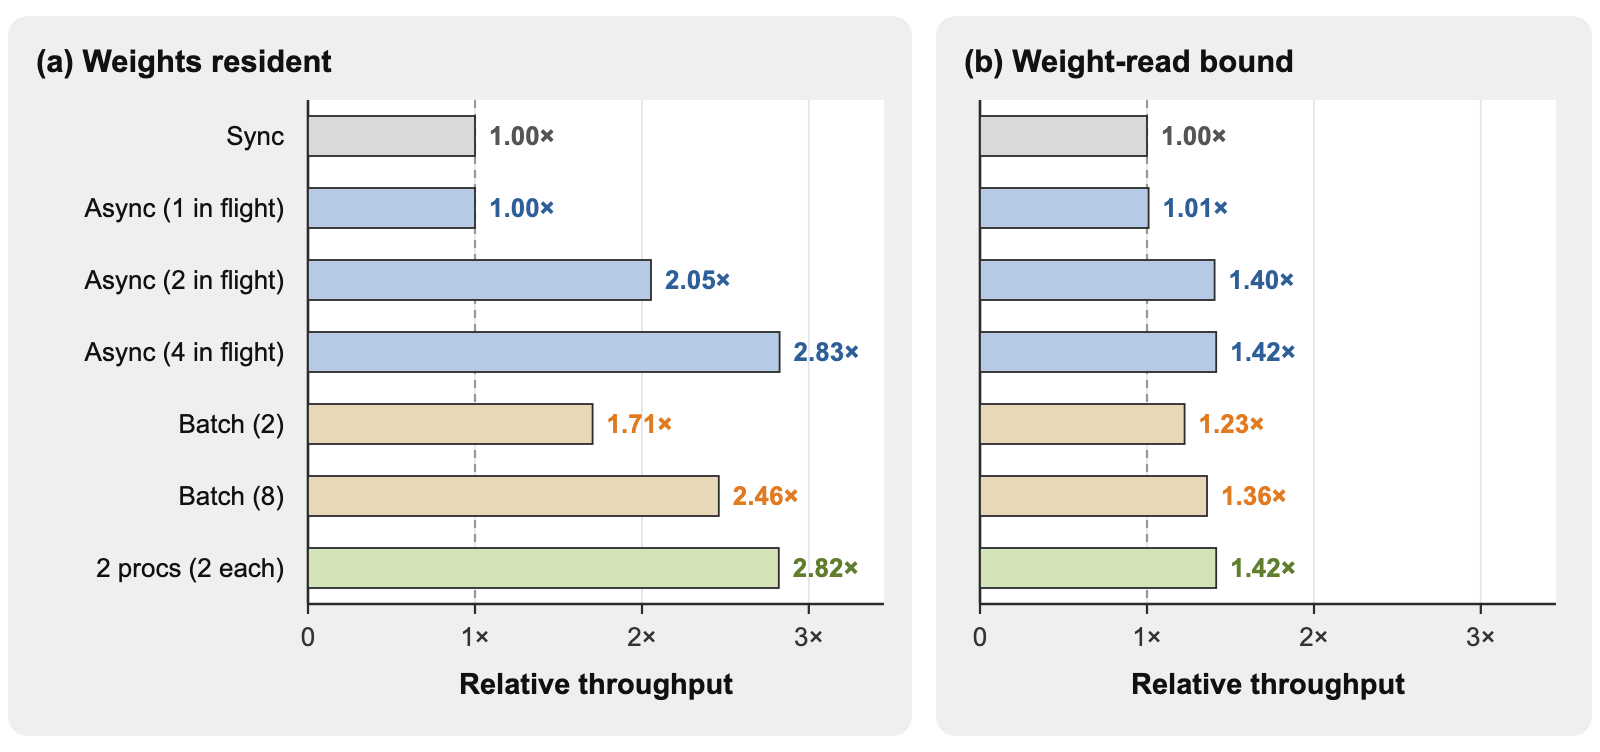 (a) Weights resident
Sync
1.00×
Async (1 in flight)
1.00×
Async (2 in flight)
2.05×
Async (4 in flight)
2.83×
Batch (2)
1.71×
Batch (8)
2.46×
2 procs (2 each)
2.82×
0 1× 2× 3×
Relative throughput
(b) Weight-read bound
1.00×
1.01×
1.40×
1.42×
1.23×
1.36×
1.42×
0 1× 2× 3×
Relative throughput